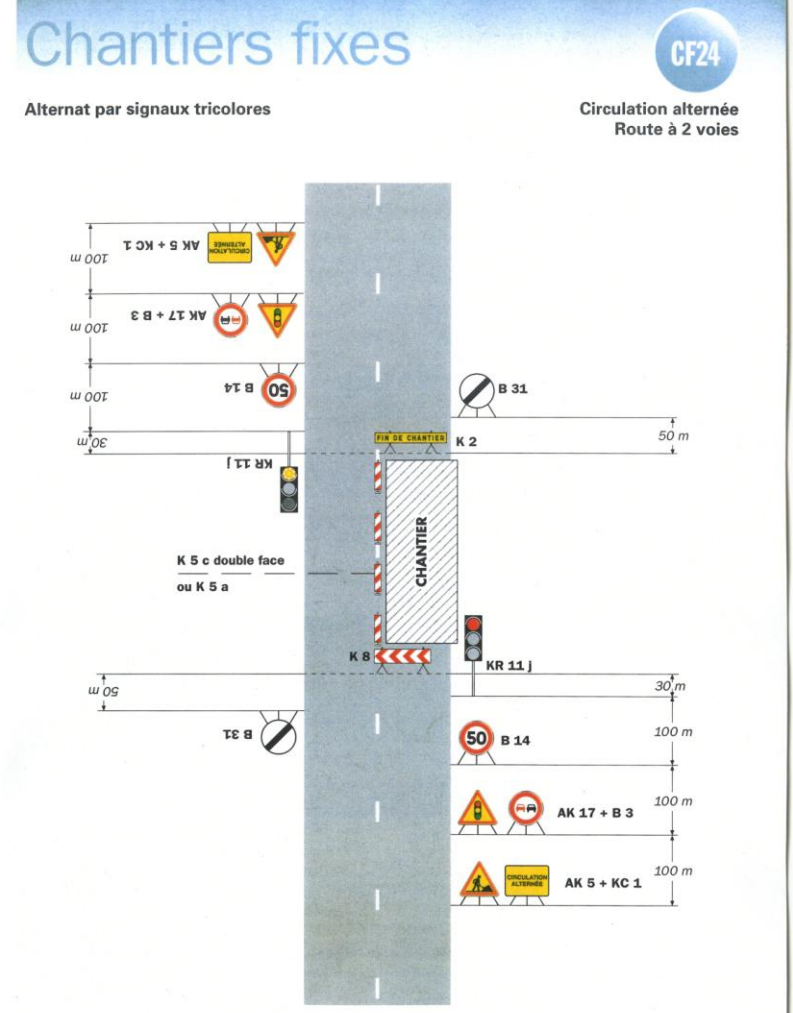 Chantiers fixes
CF24
Alternat par signaux tricolores
Circulation alternée
Route à 2 voies
100 m
AK 5 + KC 1
CIRCULATION
ALTERNÉE
100 m
AK 17 + B 3
100 m
B 14
50
B 31
30 m
KR 11 j
FIN DE CHANTIER
K 2
50 m
CHANTIER
K 5 c double face
ou K 5 a
K 8
KR 11 j
50 m
30 m
B 31
50
B 14
100 m
AK 17 + B 3
100 m
CIRCULATION
ALTERNÉE
AK 5 + KC 1
100 m